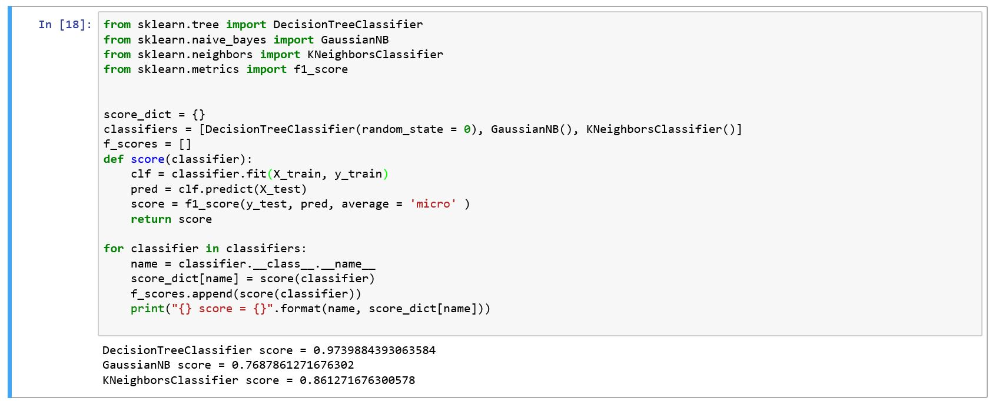 In [18]:
from sklearn.tree import DecisionTreeClassifier
from sklearn.naive_bayes import GaussianNB
from sklearn.neighbors import KNeighborsClassifier
from sklearn.metrics import f1_score


score_dict = {}
classifiers = [DecisionTreeClassifier(random_state = 0), GaussianNB(), KNeighborsClassifier()]
f_scores = []
def score(classifier):
    clf = classifier.fit(X_train, y_train)
    pred = clf.predict(X_test)
    score = f1_score(y_test, pred, average = 'micro' )
    return score

for classifier in classifiers:
    name = classifier.__class__.__name__
    score_dict[name] = score(classifier)
    f_scores.append(score(classifier))
    print("{} score = {}".format(name, score_dict[name]))

DecisionTreeClassifier score = 0.9739884393063584
GaussianNB score = 0.7687861271676302
KNeighborsClassifier score = 0.861271676300578